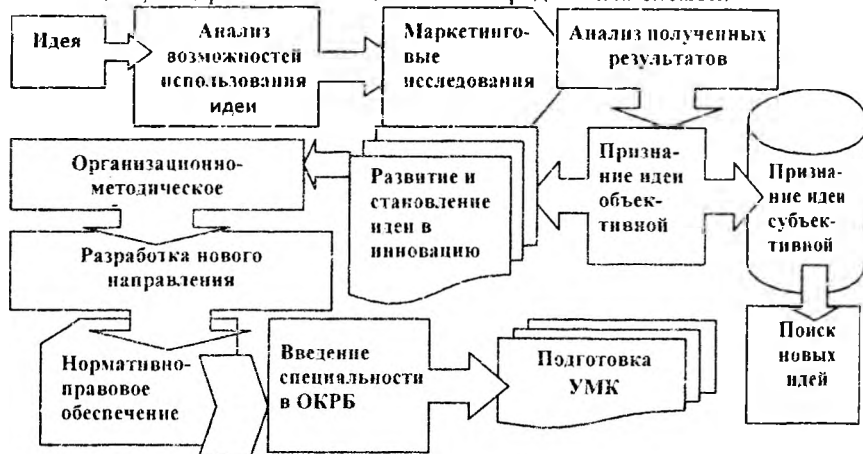 Идея
Анализ
возможностей
использования
идеи
Маркетинго-
вые
исследования
Анализ полученных
результатов
Организационно-
методическое
Развитие и
становление
идеи в
инновацию
Призна-
ние идеи
объек-
тивной
Призна-
ние идеи
субъек-
тивной
Разработка нового
направления
Нормативно-
правовое
обеспечение
Введение
специальности
в ОКРБ
Подготовка
УМК
Поиск
новых
идей